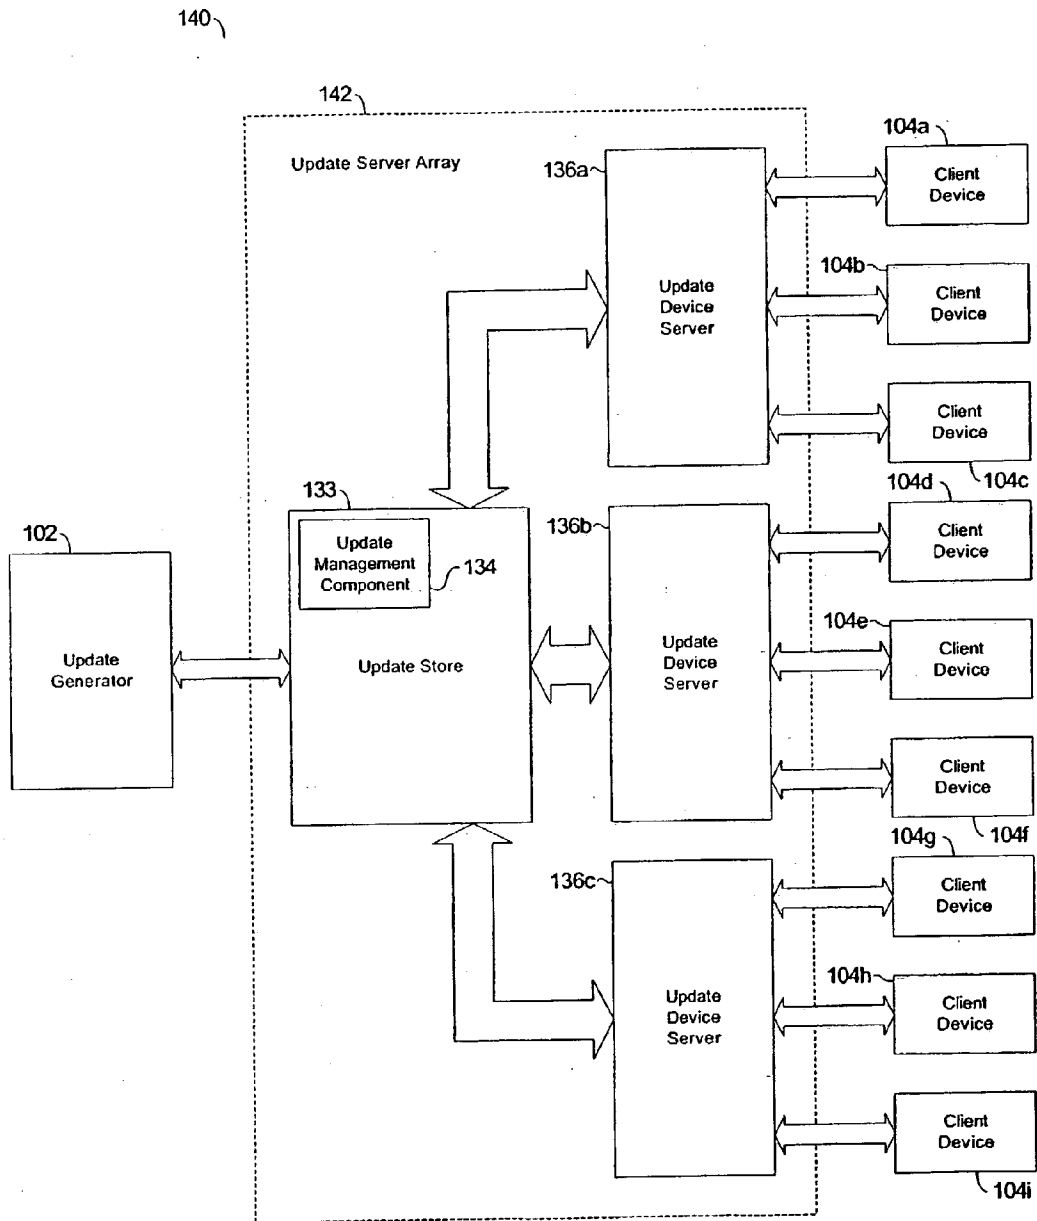 140
142
Update Server Array
136a
104a
Client
Device
104b
Client
Device
Update
Device
Server
Client
Device
104c
133
Update
Management
Component
134
Update Store
102
Update
Generator
136b
104d
Client
Device
104e
Client
Device
Update
Device
Server
Client
Device
104f
136c
104g
Client
Device
104h
Client
Device
Update
Device
Server
Client
Device
104i